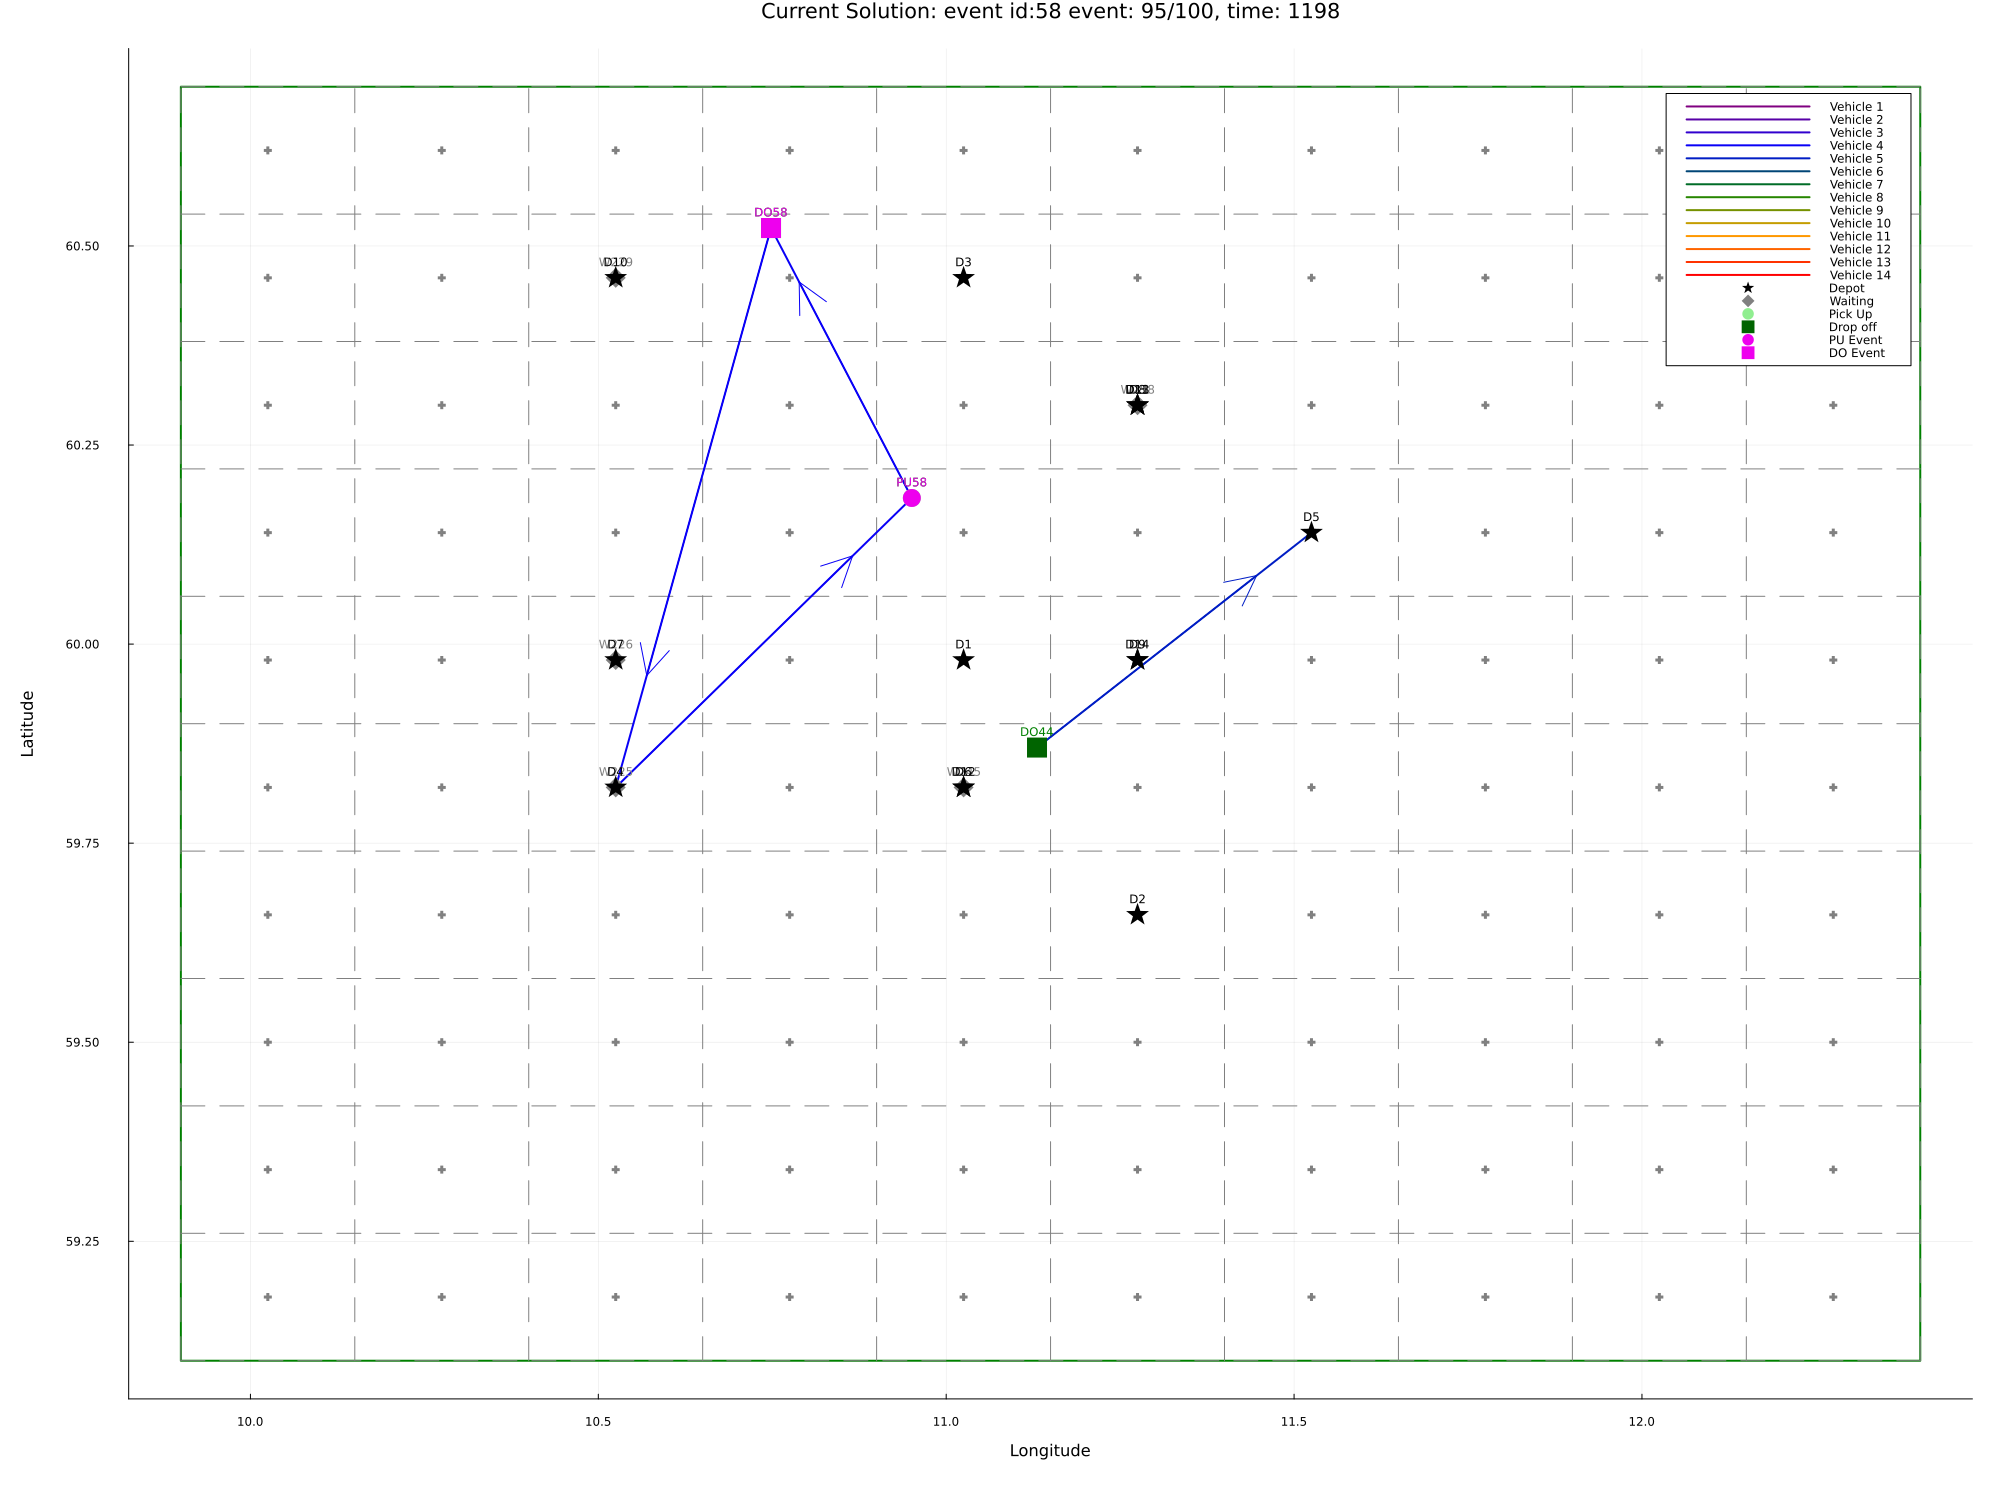 Current Solution: event id:58 event: 95/100, time: 1198
Vehicle 1
Vehicle 2
Vehicle 3
Vehicle 4
Vehicle 5
Vehicle 6
Vehicle 7
Vehicle 8
Vehicle 9
Vehicle 10
Vehicle 11
Vehicle 12
Vehicle 13
Vehicle 14
Depot
Waiting
Pick Up
Drop off
PU Event
DO Event
DO58
D10
D3
PU58
D5
D7
D1
DO44
D4
D2
60.50
60.25
60.00
59.75
59.50
59.25
Latitude
10.0
10.5
11.0
11.5
12.0
Longitude